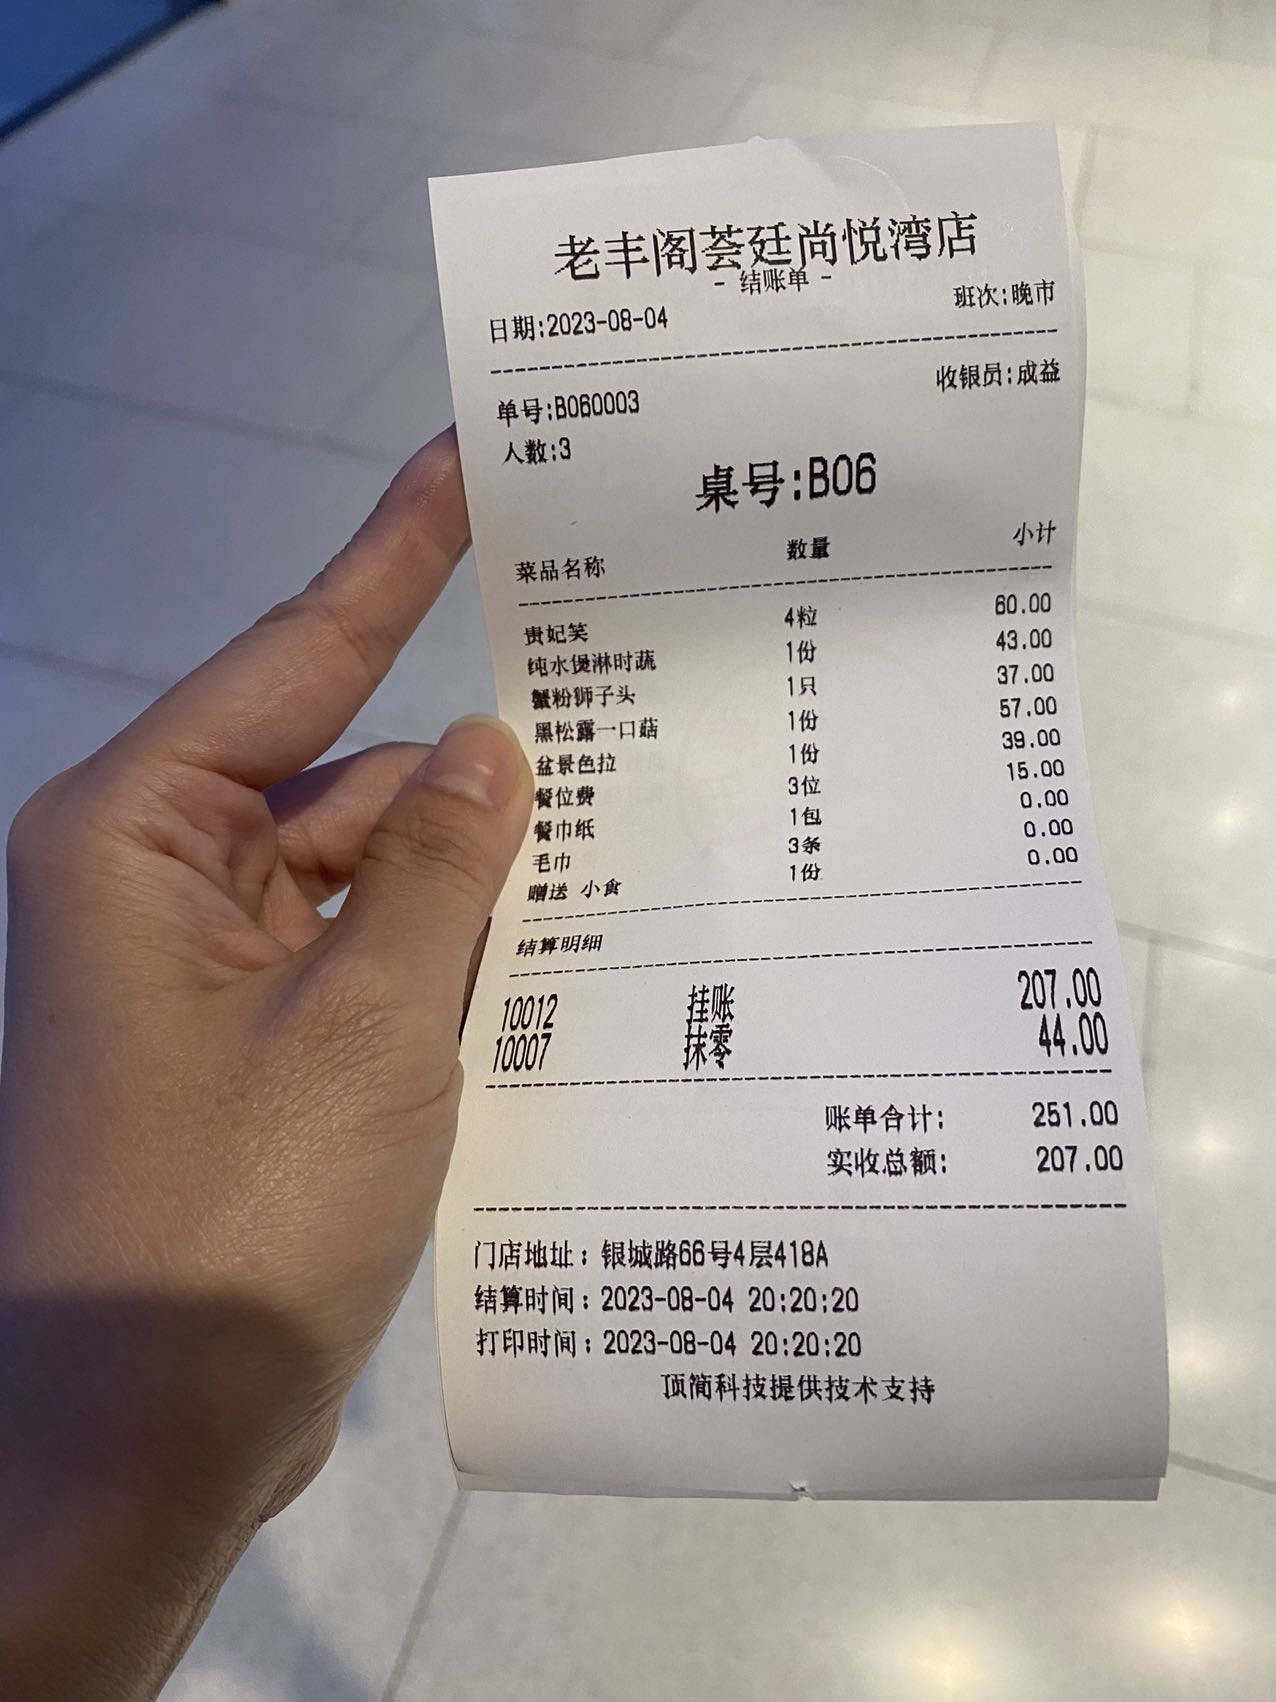 老丰阁荟廷尚悦湾店
- 结账单 -
日期:2023-08-04 班次:晚市
单号:B060003 收银员:成益
人数:3
桌号:B06
菜品名称 数量 小计
贵妃笑 4粒 60.00
纯水煲淋时蔬 1份 43.00
蟹粉狮子头 1只 37.00
黑松露一口菇 1份 57.00
盆景色拉 1份 39.00
餐位费 3位 15.00
餐巾纸 1包 0.00
毛巾 3条 0.00
赠送 小食 1份 0.00
结算明细
10012 挂账 207.00
10007 抹零 44.00
账单合计: 251.00
实收总额: 207.00
门店地址：银城路66号4层418A
结算时间：2023-08-04 20:20:20
打印时间：2023-08-04 20:20:20
顶简科技提供技术支持